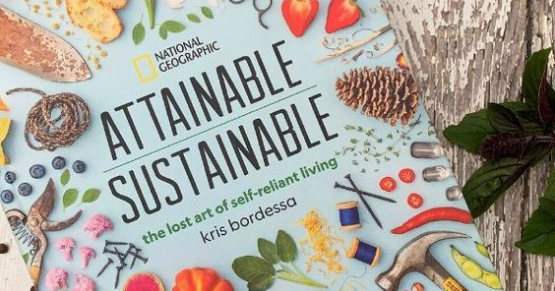 NATIONAL
GEOGRAPHIC
ATTAINABLE
SUSTAINABLE
the lost art of self-reliant living
kris bordessa